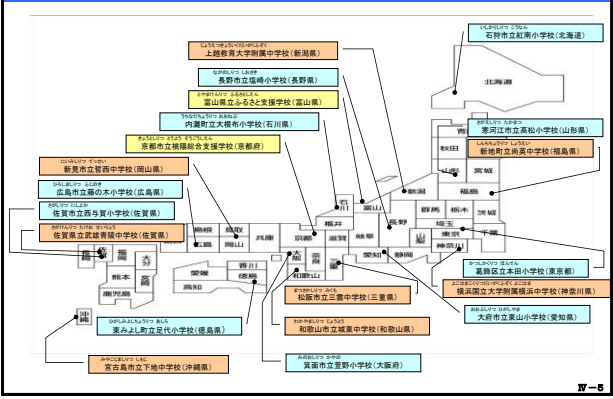 いしかりしりつ こうなん
石狩市立紅南小学校(北海道)
じょうえつきょういくだいがくふぞく
上越教育大学附属中学校(新潟県)
ながのしりつ しおざき
長野市立塩崎小学校(長野県)
とやまけんりつ ふるさとしえん
富山県立ふるさと支援学校(富山県)
うちなだちょうりつ おおねぶ
内灘町立大根布小学校(石川県)
きょうとしりつ とうよう そうごうしえん
京都市立桃陽総合支援学校(京都府)
にいみしりつ てっせい
新見市立哲西中学校(岡山県)
ひろしましりつ ふじのき
広島市立藤の木小学校(広島県)
さがしりつ にしよか
佐賀市立西与賀小学校(佐賀県)
さがけんりつ たけお せいりょう
佐賀県立武雄青陵中学校(佐賀県)
さがえしりつ たかまつ
寒河江市立高松小学校(山形県)
しんちちょうりつ しょうえい
新地町立尚英中学校(福島県)
北海道
秋田
山形
宮城
福島
新潟
石川
富山
福井
長野
群馬
栃木
茨城
埼玉
東京
千葉
神奈川
山梨
静岡
愛知
岐阜
滋賀
京都
兵庫
大阪
奈良
和歌山
三重
鳥取
島根
岡山
広島
香川
徳島
愛媛
高知
福岡
佐賀
長崎
大分
熊本
宮崎
鹿児島
沖縄
かつしかくりつ ほんでん
葛飾区立本田小学校(東京都)
よこはまこくりつだいがくふぞく よこはま
横浜国立大学附属横浜中学校(神奈川県)
おおぶしりつ ひがしやま
大府市立東山小学校(愛知県)
まつさかしりつ みくも
松阪市立三雲中学校(三重県)
わかやましりつ じょうとう
和歌山市立城東中学校(和歌山県)
みのおしりつ かやの
箕面市立萱野小学校(大阪府)
ひがしみよしちょうりつ あしろ
東みよし町立足代小学校(徳島県)
みやこじましりつ しもじ
宮古島市立下地中学校(沖縄県)
Ⅳ-5